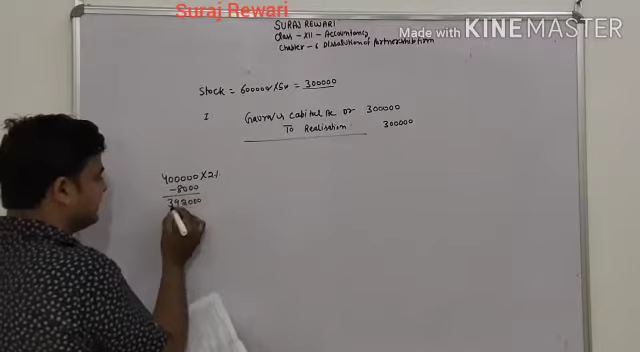 Suraj Rewari
Made with KINEMASTER
SURAJ REWARI
Class - XII - Accountancy
Chapter - 6 Dissolution of Partnership Firm
Stock = 600000 X 50 = 300000
I Gaurav's Capital Ac Dr 300000
To Realisation 300000
400000 X 2%
- 8000
392000